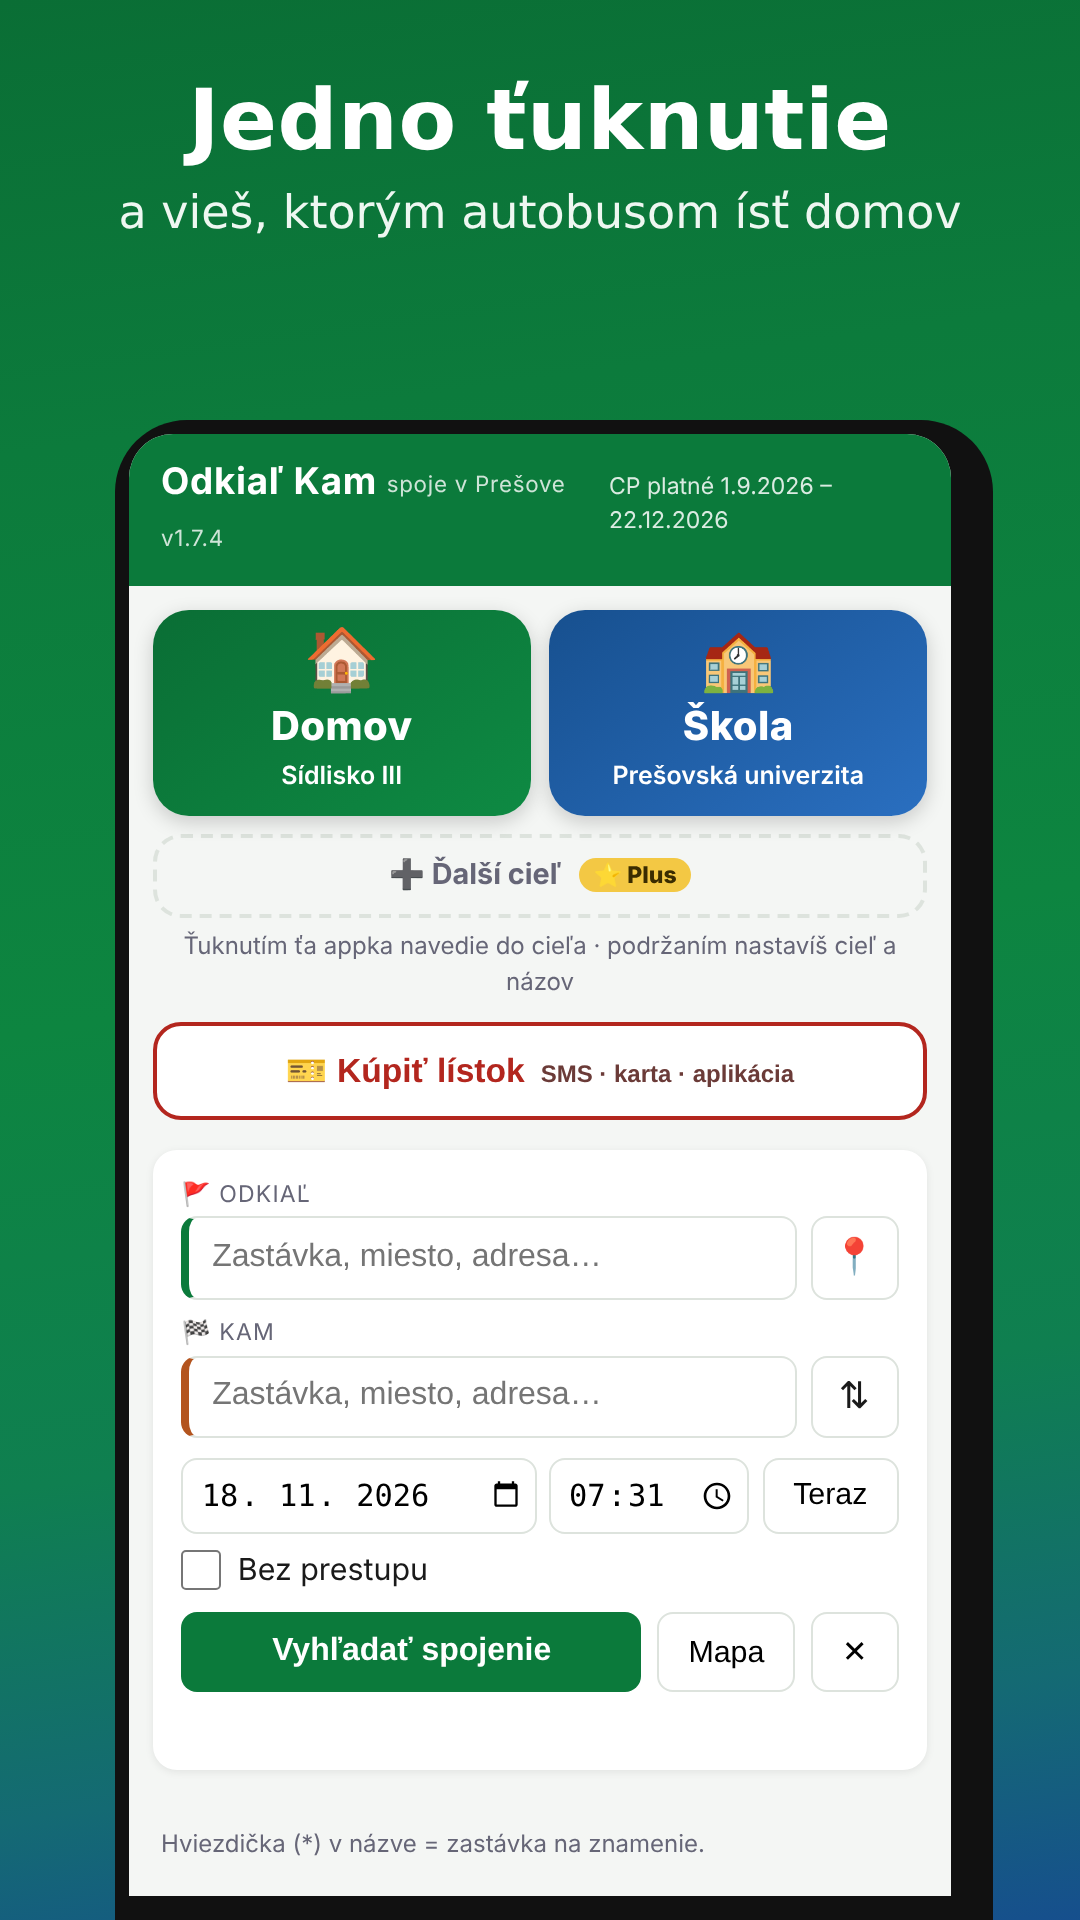 Jedno ťuknutie
a vieš, ktorým autobusom ísť domov
Odkiaľ Kam spoje v Prešove
v1.7.4
CP platné 1.9.2026 –
22.12.2026
Domov
Sídlisko III
Škola
Prešovská univerzita
➕ Ďalší cieľ ⭐ Plus
Ťuknutím ťa appka navedie do cieľa · podržaním nastavíš cieľ a
názov
Kúpiť lístok SMS · karta · aplikácia
ODKIAĽ
Zastávka, miesto, adresa…
KAM
Zastávka, miesto, adresa…
18. 11. 2026 07:31 Teraz
Bez prestupu
Vyhľadať spojenie Mapa ✕
Hviezdička (*) v názve = zastávka na znamenie.